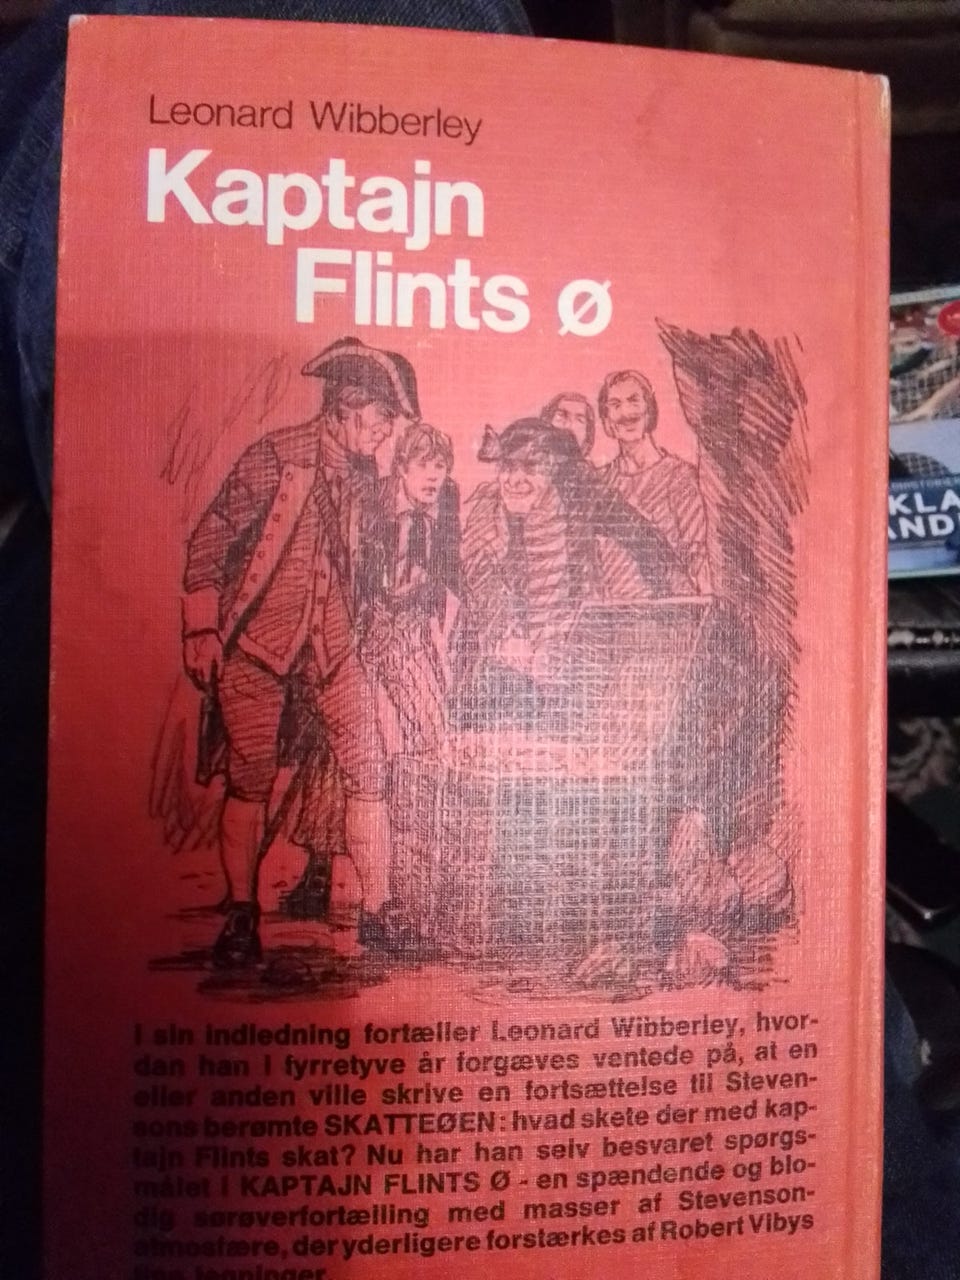 Leonard Wibberley
Kaptajn
Flints ø
I sin indledning fortæller Leonard Wibberley, hvor-
dan han i fyrretyve år forgæves ventede på, at en
eller anden ville skrive en fortsættelse til Steven-
sons berømte SKATTEØEN: hvad skete der med kap-
tajn Flints skat? Nu har han selv besvaret spørgs-
målet i KAPTAJN FLINTS Ø - en spændende og blo-
dig sørøverfortælling med masser af Stevenson-
atmosfære, der yderligere forstærkes af Robert Vibys
tegninger.
KLA